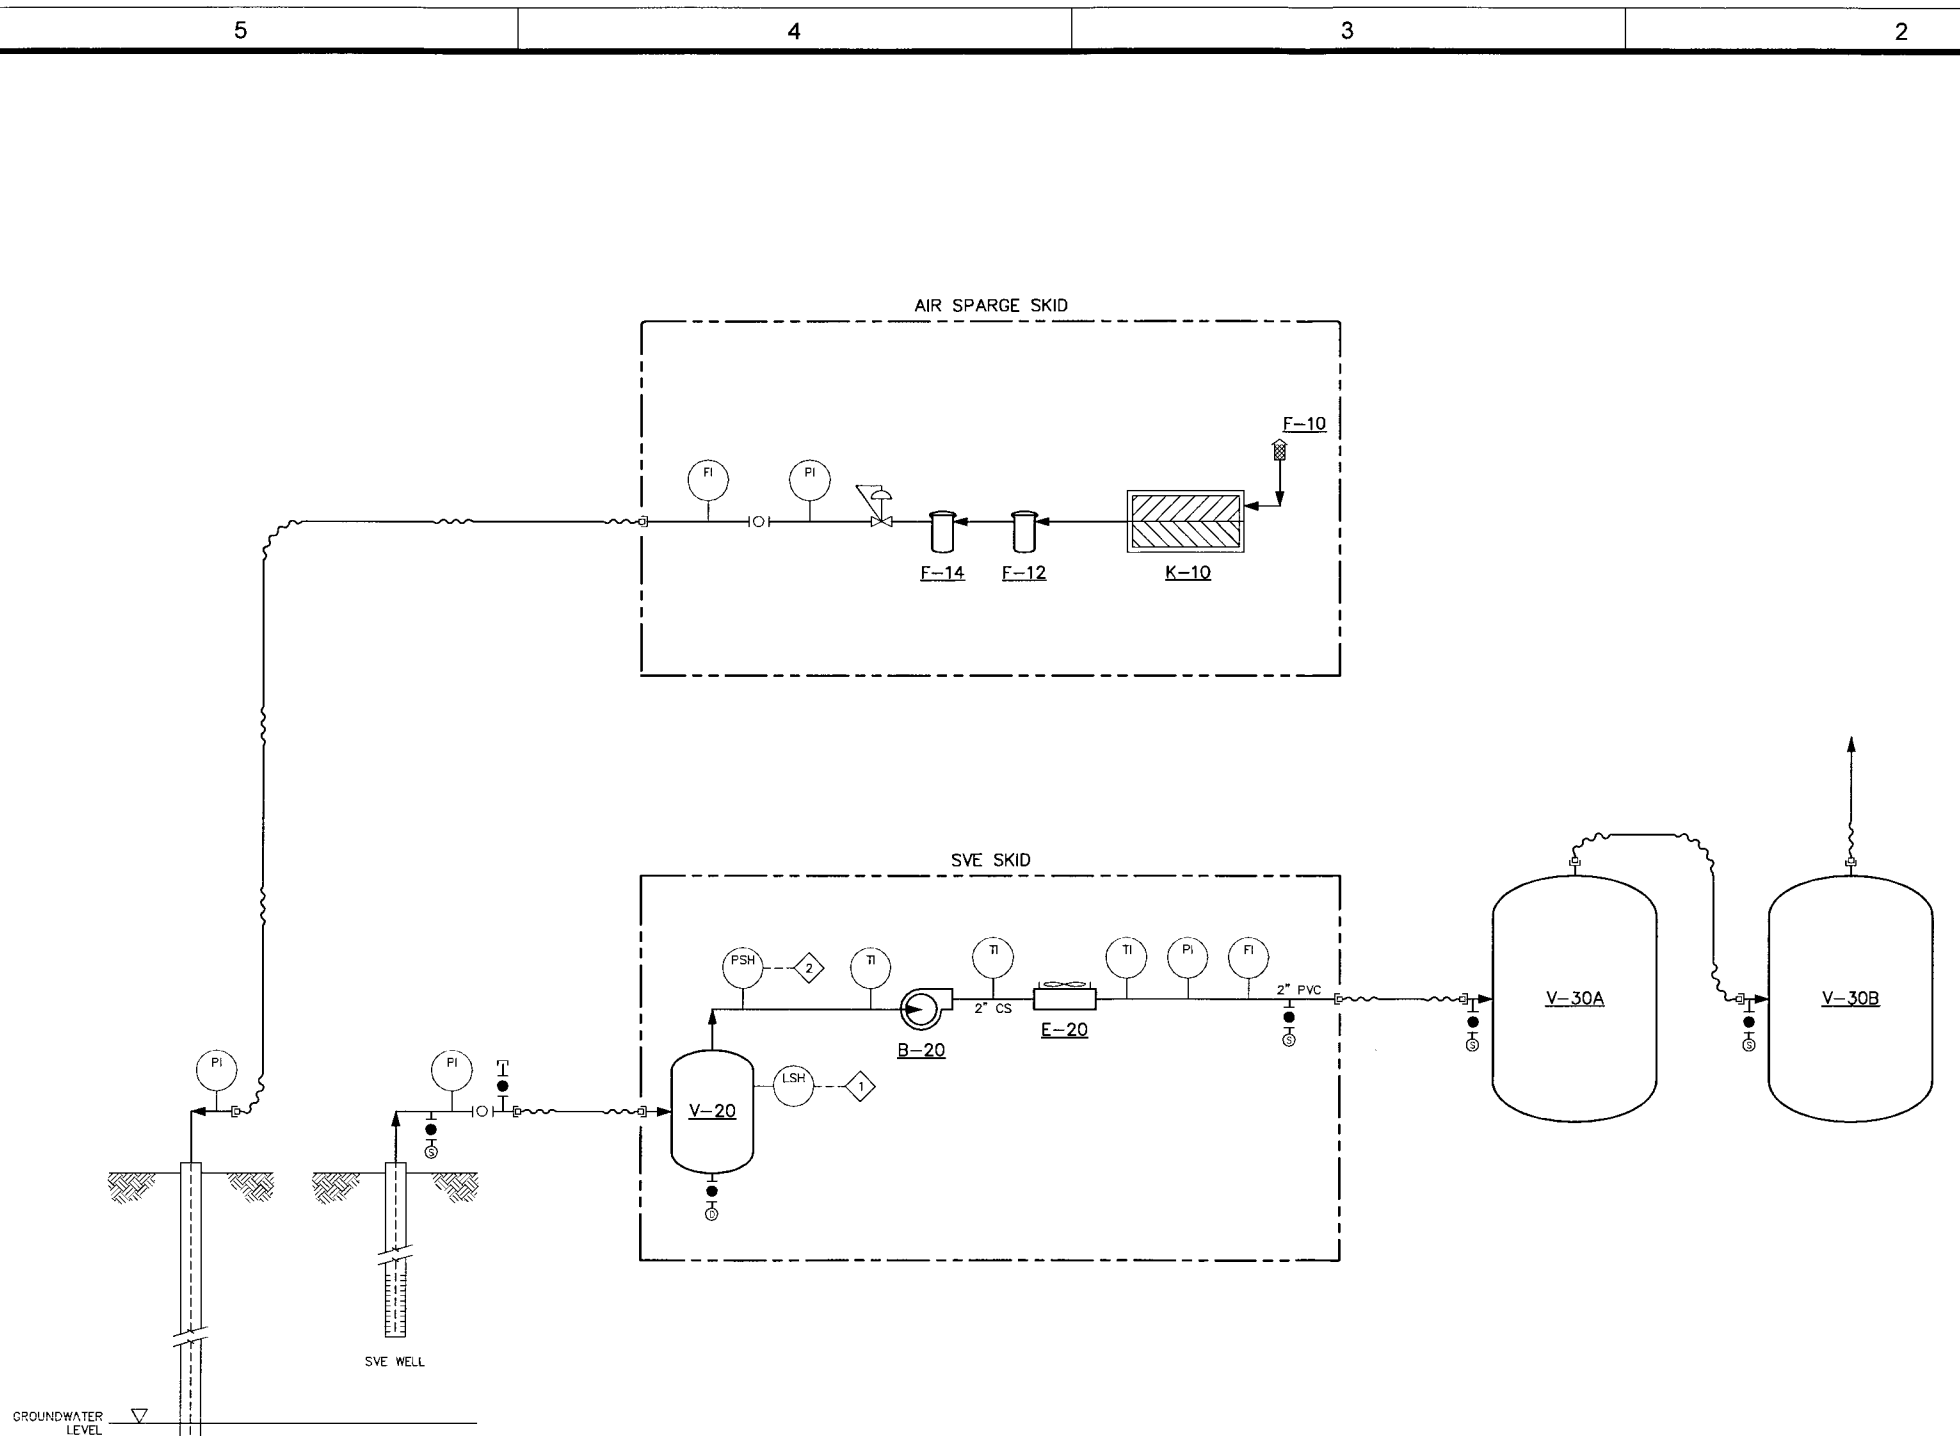 5 4 3 2
AIR SPARGE SKID
F-10
FI PI
F-14 F-12 K-10
SVE SKID
PSH 2 TI TI TI PI FI
2" PVC
2" CS
V-30A V-30B
E-20
B-20
S S S
PI PI
LSH 1
V-20
S
D
SVE WELL
GROUNDWATER
LEVEL